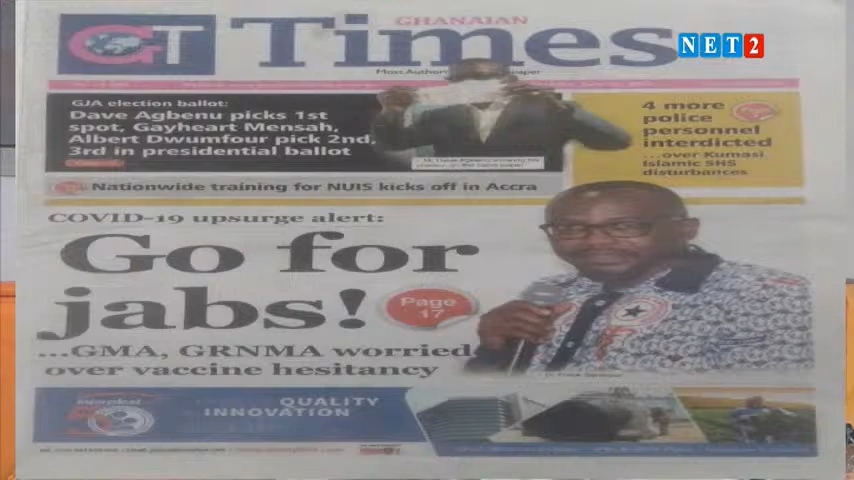 GHANAIAN
GT Times
NET2
GJA election ballot:
Dave Agbenu picks 1st
spot, Gayheart Mensah,
Albert Dwumfour pick 2nd,
3rd in presidential ballot
4 more
police
personnel
interdicted
...over Kumasi
Islamic SHS
disturbances
Nationwide training for NUIS kicks off in Accra
COVID-19 upsurge alert:
Go for
jabs!
Page
17
...GMA, GRNMA worried
over vaccine hesitancy
interplast
QUALITY
INNOVATION